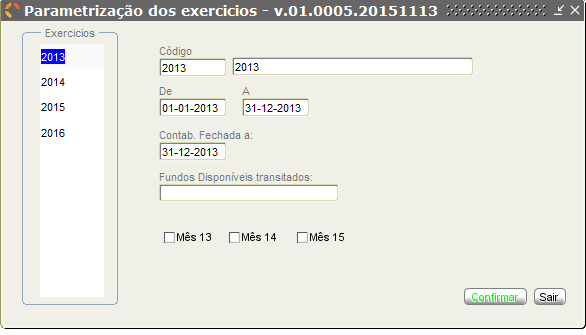 Parametrização dos exercicios - v.01.0005.20151113
Exercicios
2013
2014
2015
2016
Código
2013 2013
De A
01-01-2013 31-12-2013
Contab. Fechada a:
31-12-2013
Fundos Disponíveis transitados:
Mês 13 Mês 14 Mês 15
Confirmar Sair